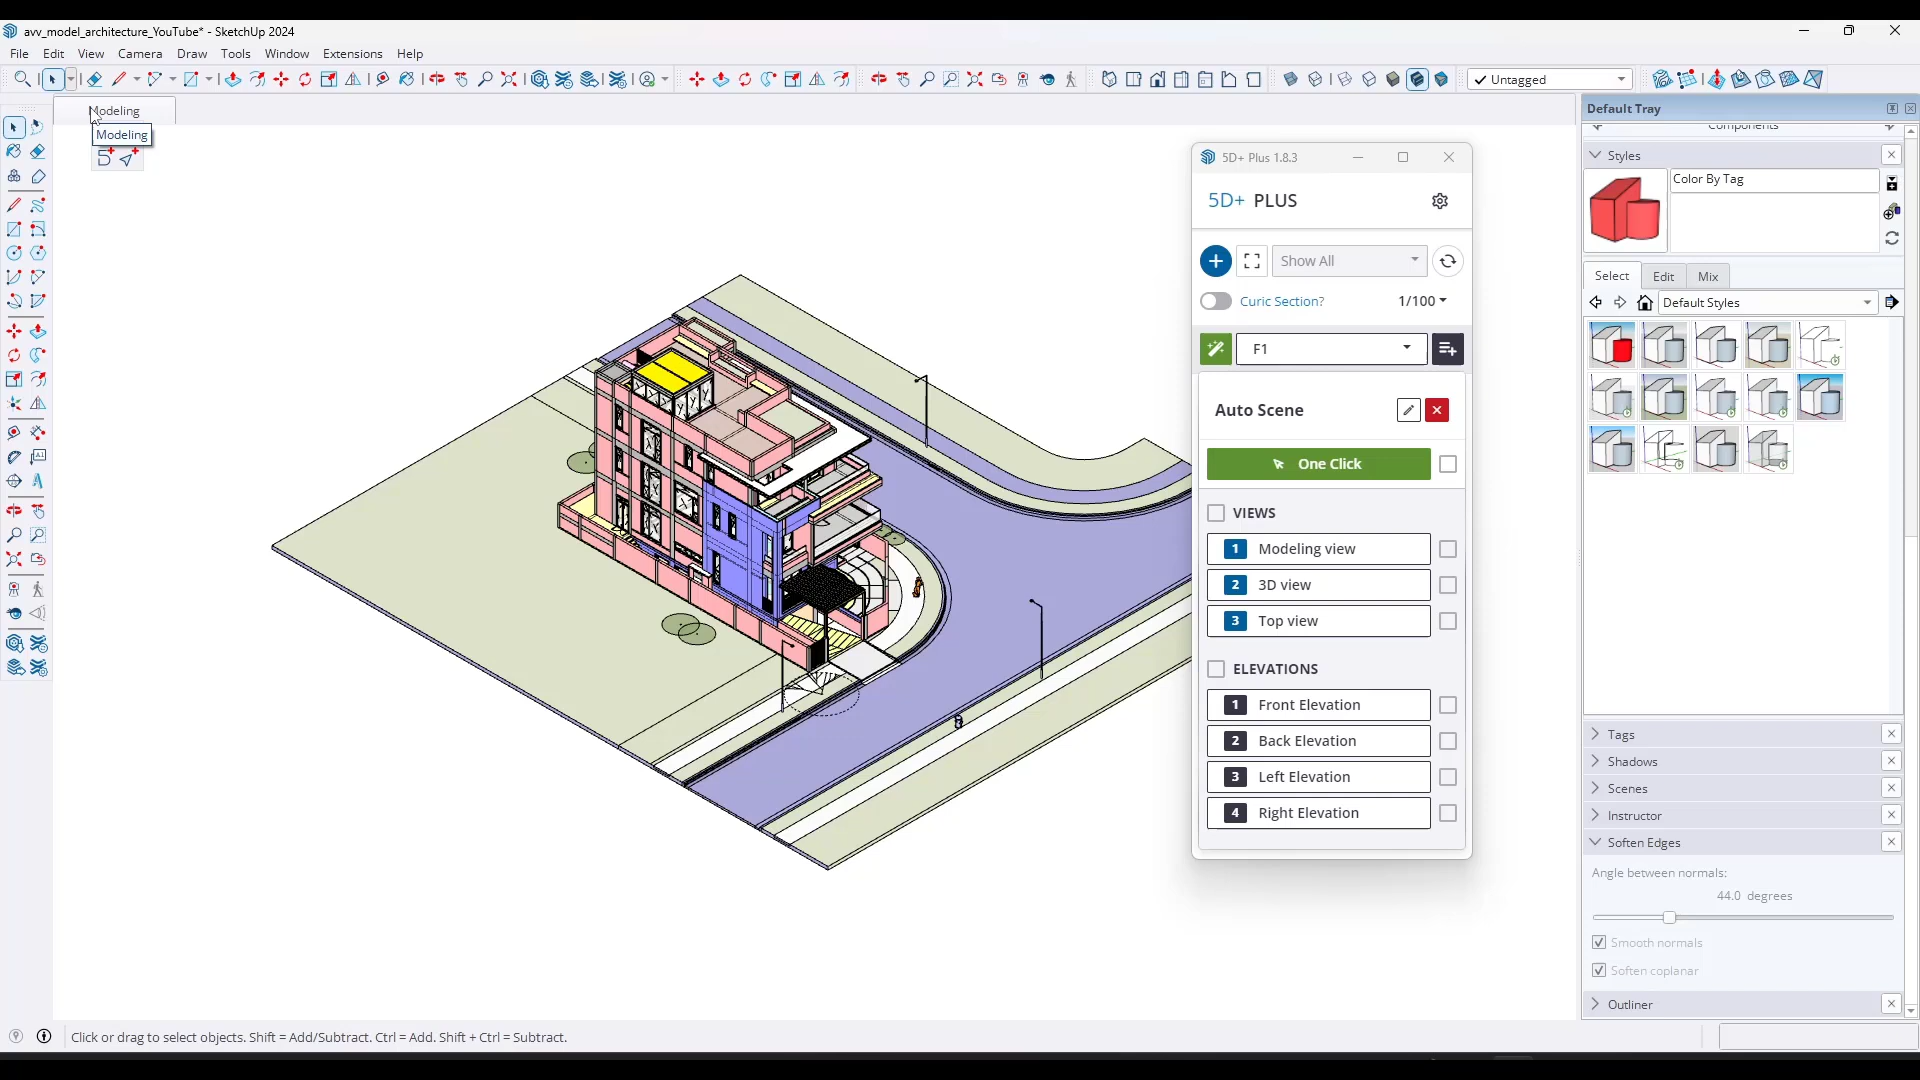 avv_model_architecture_YouTube* - SketchUp 2024
File Edit View Camera Draw Tools Window Extensions Help
Untagged
Modeling
Modeling
5D+ Plus 1.8.3
5D+ PLUS
Show All
Curic Section?
1/100
F1
Auto Scene
One Click
VIEWS
1 Modeling view
2 3D view
3 Top view
ELEVATIONS
1 Front Elevation
2 Back Elevation
3 Left Elevation
4 Right Elevation
Default Tray
Components
Styles
Color By Tag
Select Edit Mix
Default Styles
Tags
Shadows
Scenes
Instructor
Soften Edges
Angle between normals:
44.0 degrees
Smooth normals
Soften coplanar
Outliner
Click or drag to select objects. Shift = Add/Subtract. Ctrl = Add. Shift + Ctrl = Subtract.